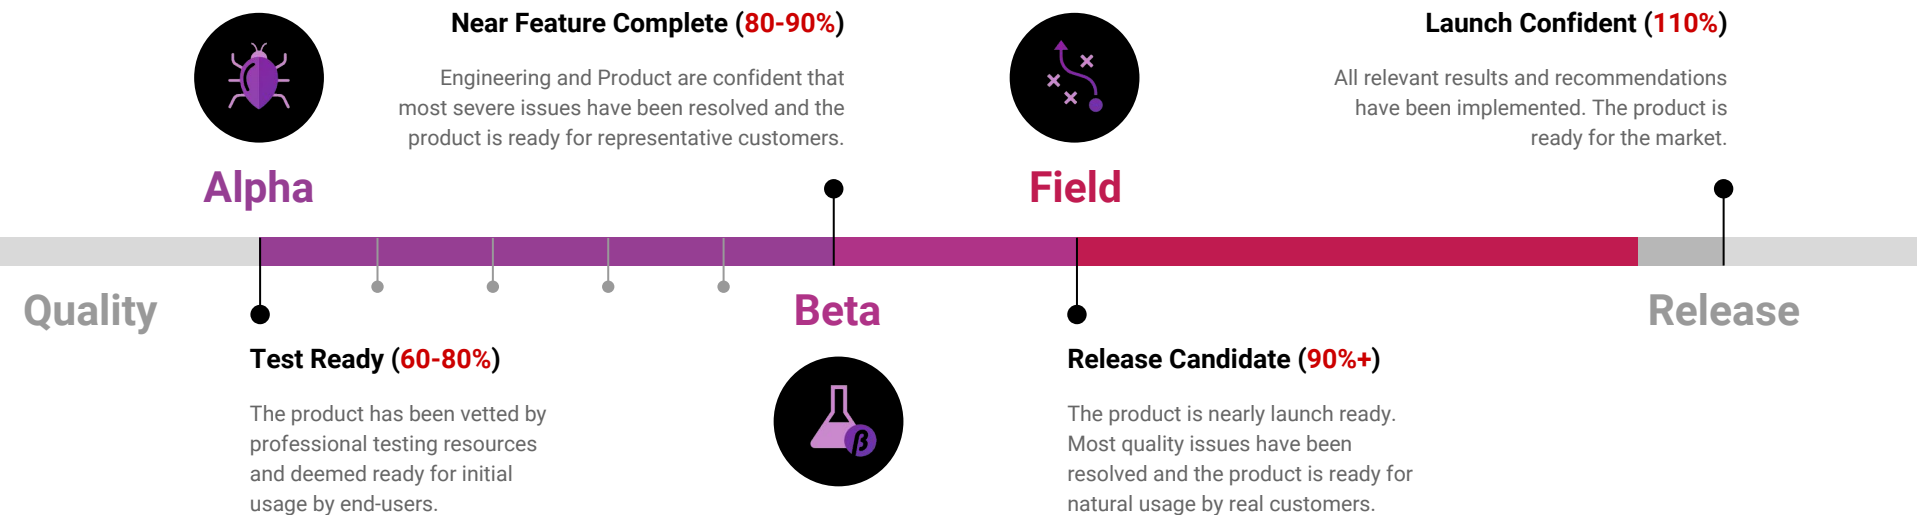 Near Feature Complete (80-90%)
Engineering and Product are confident that
most severe issues have been resolved and the
product is ready for representative customers.
Launch Confident (110%)
All relevant results and recommendations
have been implemented. The product is
ready for the market.
Alpha
Field
Quality
Beta
Release
Test Ready (60-80%)
The product has been vetted by
professional testing resources
and deemed ready for initial
usage by end-users.
β
Release Candidate (90%+)
The product is nearly launch ready.
Most quality issues have been
resolved and the product is ready for
natural usage by real customers.